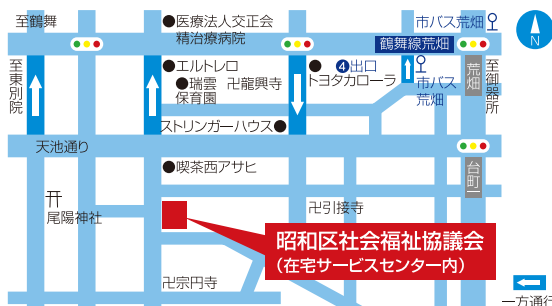 至鶴舞
●医療法人交正会
精治療病院
市バス荒畑
N
鶴舞線荒畑
至東別院
●エルトレロ
●瑞雲
保育園
卍龍興寺
●
トヨタカローラ
4出口
市バス
荒畑
荒畑
至御器所
ストリンガーハウス●
天池通り
●喫茶西アサヒ
台町一
尾陽神社
卍引接寺
昭和区社会福祉協議会
(在宅サービスセンター内)
卍宗円寺
一方通行